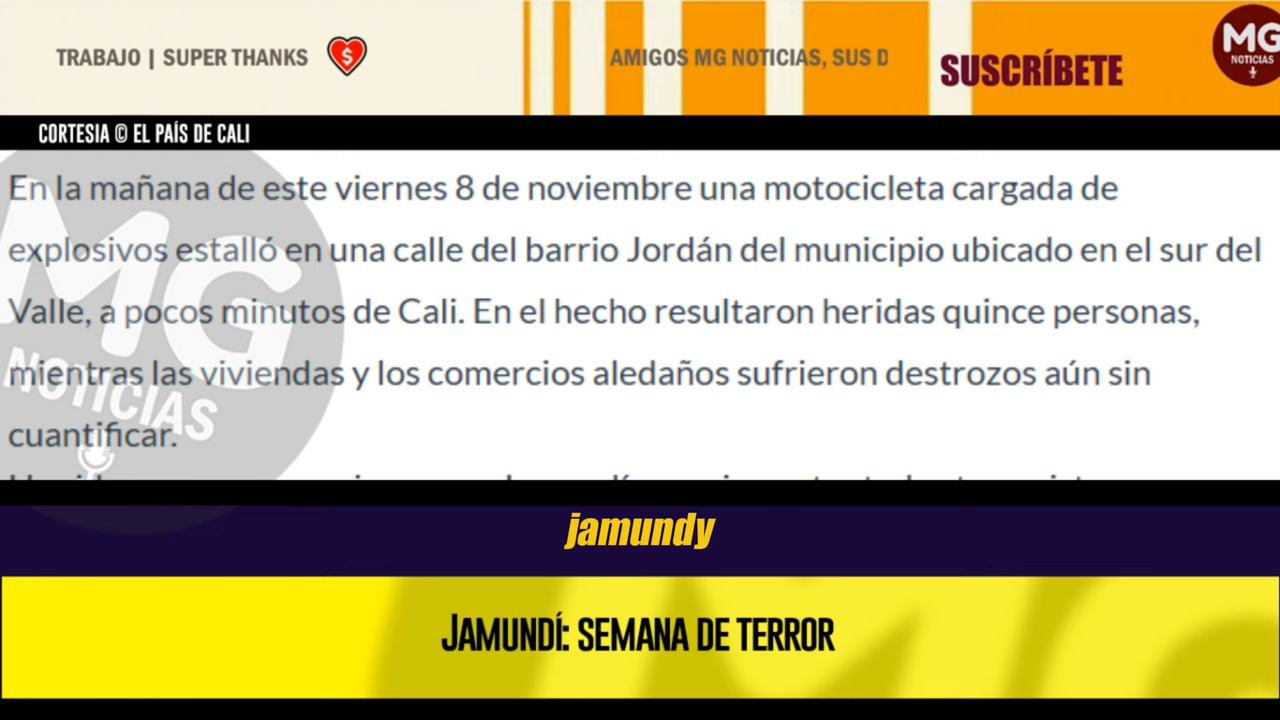 TRABAJO | SUPER THANKS
AMIGOS MG NOTICIAS, SUS D
SUSCRÍBETE
MG
NOTICIAS
CORTESIA © EL PAÍS DE CALI
En la mañana de este viernes 8 de noviembre una motocicleta cargada de
explosivos estalló en una calle del barrio Jordán del municipio ubicado en el sur del
Valle, a pocos minutos de Cali. En el hecho resultaron heridas quince personas,
mientras las viviendas y los comercios aledaños sufrieron destrozos aún sin
cuantificar.
MG
NOTICIAS
jamundy
JAMUNDÍ: SEMANA DE TERROR